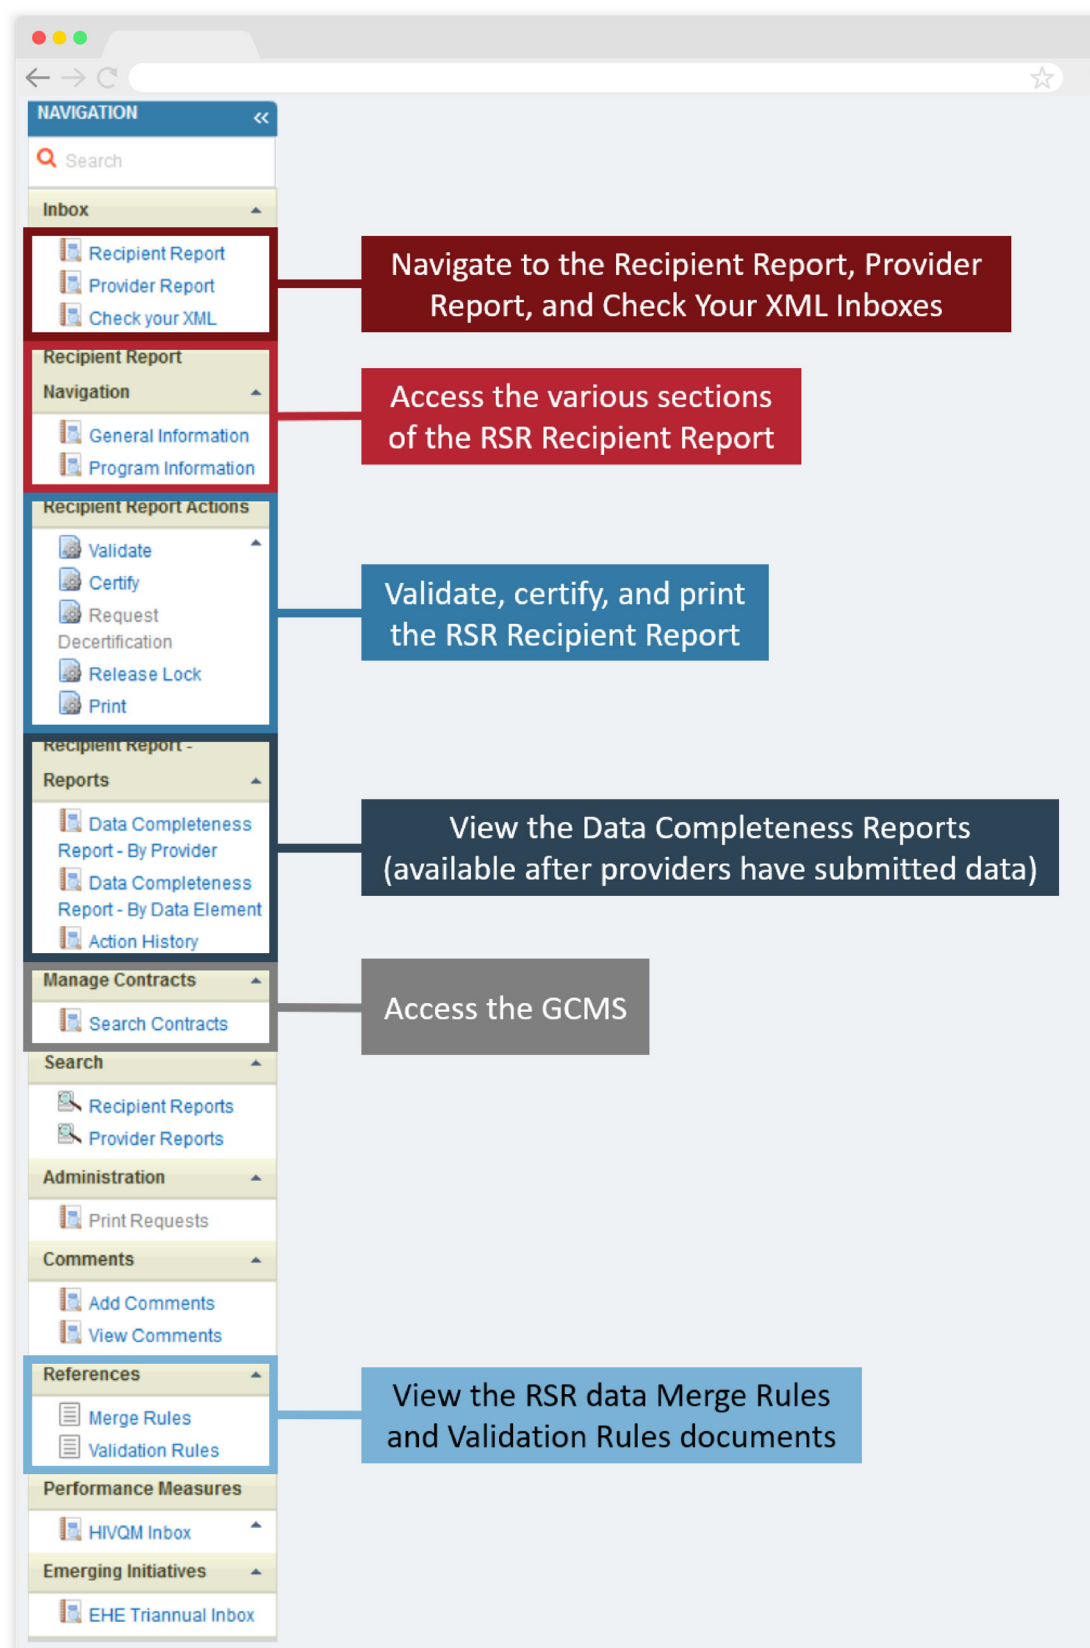 NAVIGATION
Search
Inbox
Recipient Report
Provider Report
Check your XML
Navigate to the Recipient Report, Provider
Report, and Check Your XML Inboxes
Recipient Report
Navigation
General Information
Program Information
Access the various sections
of the RSR Recipient Report
Recipient Report Actions
Validate
Certify
Request
Decertification
Release Lock
Print
Validate, certify, and print
the RSR Recipient Report
Recipient Report -
Reports
Data Completeness
Report - By Provider
Data Completeness
Report - By Data Element
Action History
View the Data Completeness Reports
(available after providers have submitted data)
Manage Contracts
Search Contracts
Access the GCMS
Search
Recipient Reports
Provider Reports
Administration
Print Requests
Comments
Add Comments
View Comments
References
Merge Rules
Validation Rules
View the RSR data Merge Rules
and Validation Rules documents
Performance Measures
HIVQM Inbox
Emerging Initiatives
EHE Triannual Inbox